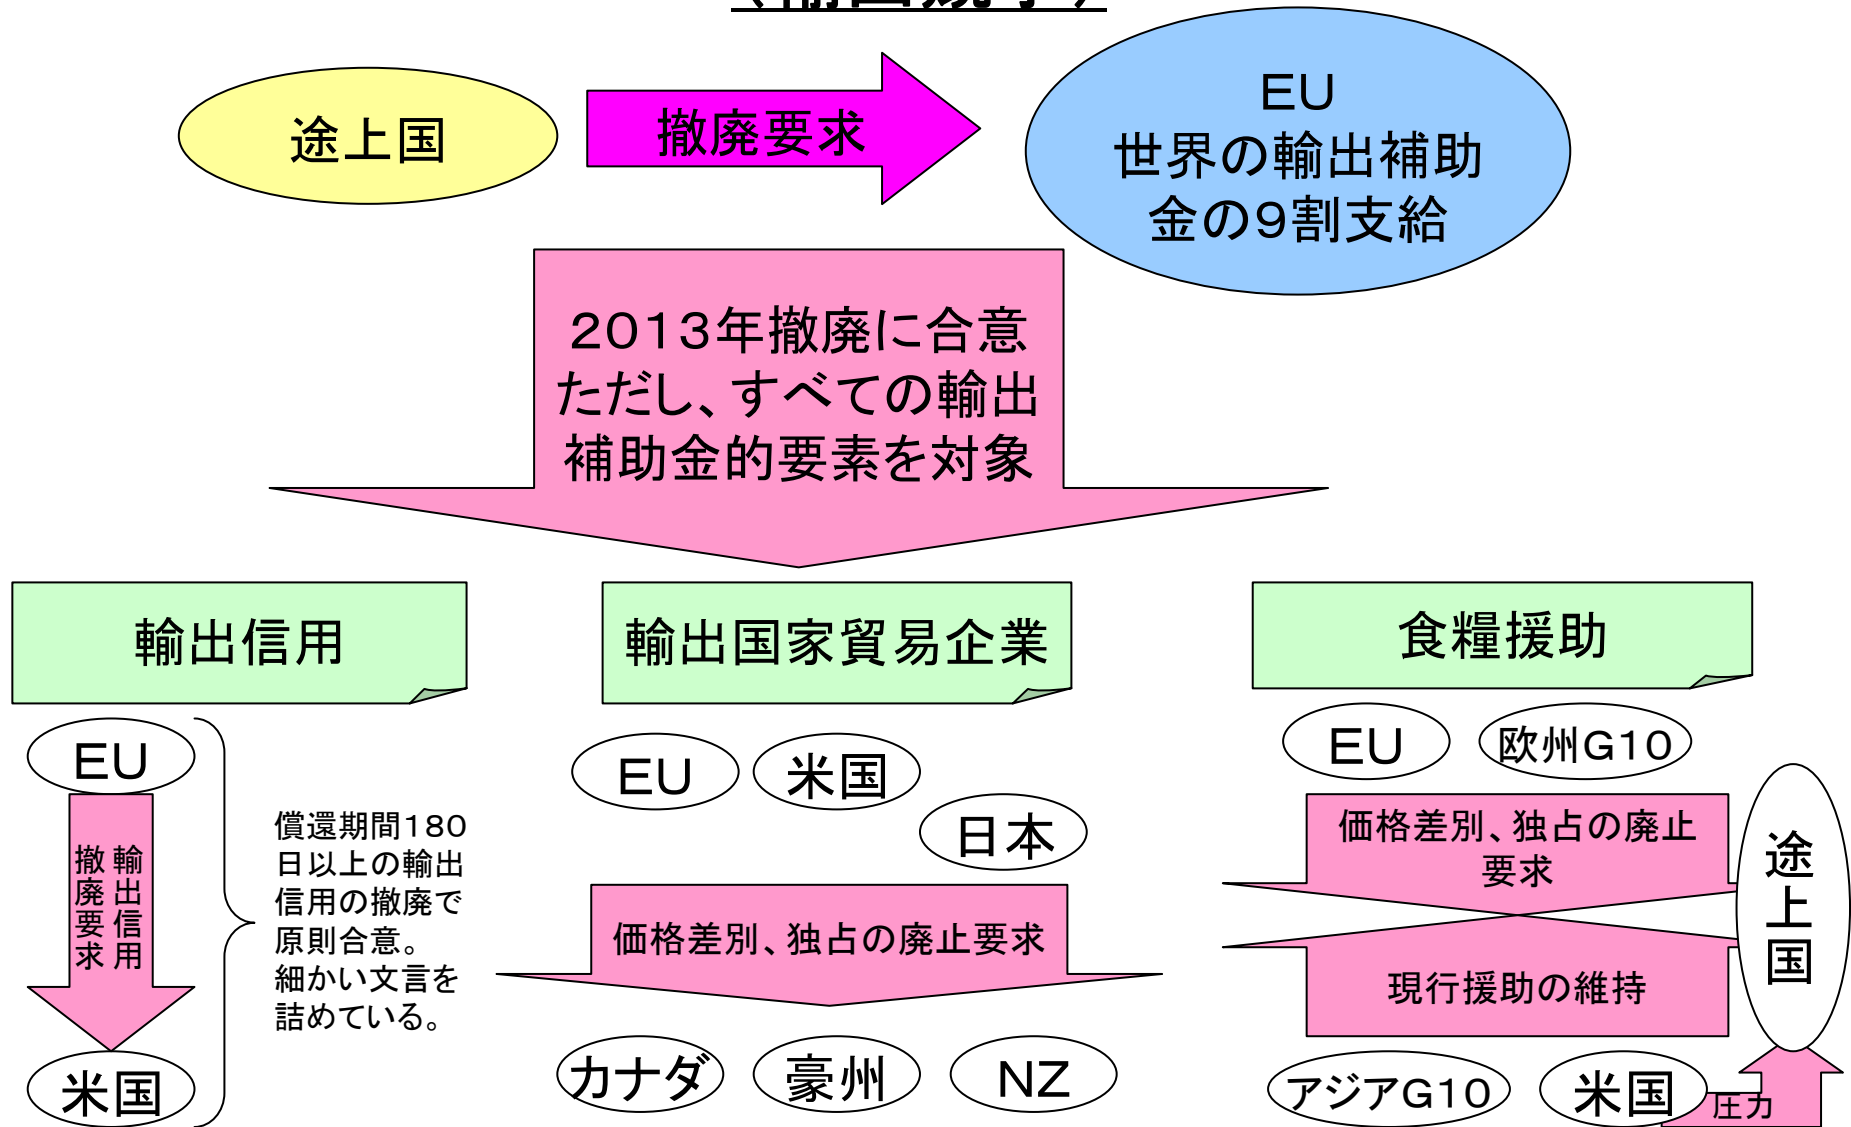 途上国
撤廃要求
EU
世界の輸出補助
金の9割支給
2013年撤廃に合意
ただし、すべての輸出
補助金的要素を対象
輸出信用
EU
輸出信用
撤廃要求
米国
償還期間180
日以上の輸出
信用の撤廃で
原則合意。
細かい文言を
詰めている。
輸出国家貿易企業
EU
米国
日本
価格差別、独占の廃止要求
カナダ
豪州
NZ
食糧援助
EU
欧州G10
価格差別、独占の廃止
要求
現行援助の維持
途上国
アジアG10
米国
圧力